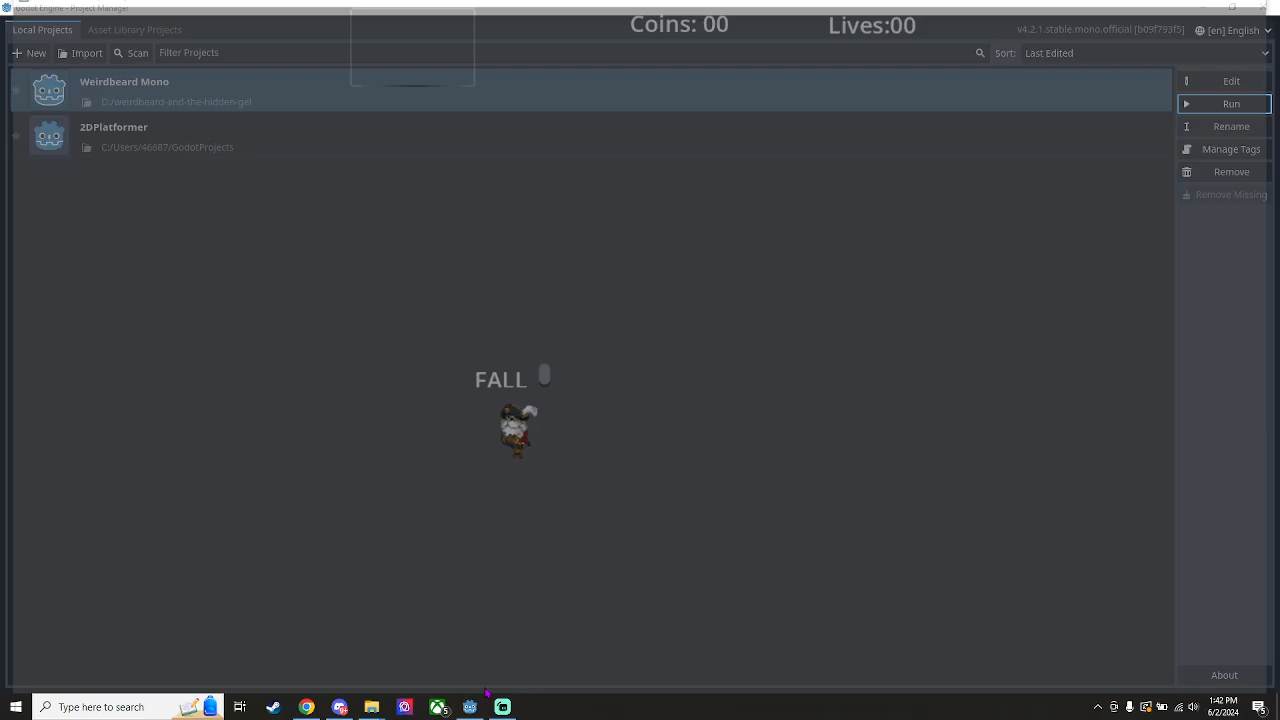 Godot Engine - Project Manager
Coins: 00
Lives:00
Local Projects
Asset Library Projects
v4.2.1.stable.mono.official [b09f793f5]
[en] English
New
Import
Scan
Filter Projects
Sort:
Last Edited
Weirdbeard Mono
D:/weirdbeard-and-the-hidden-gel
2DPlatformer
C:/Users/46687/GodotProjects
Edit
Run
Rename
Manage Tags
Remove
Remove Missing
FALL
About
Type here to search
5
1:42 PM
6/2/2024